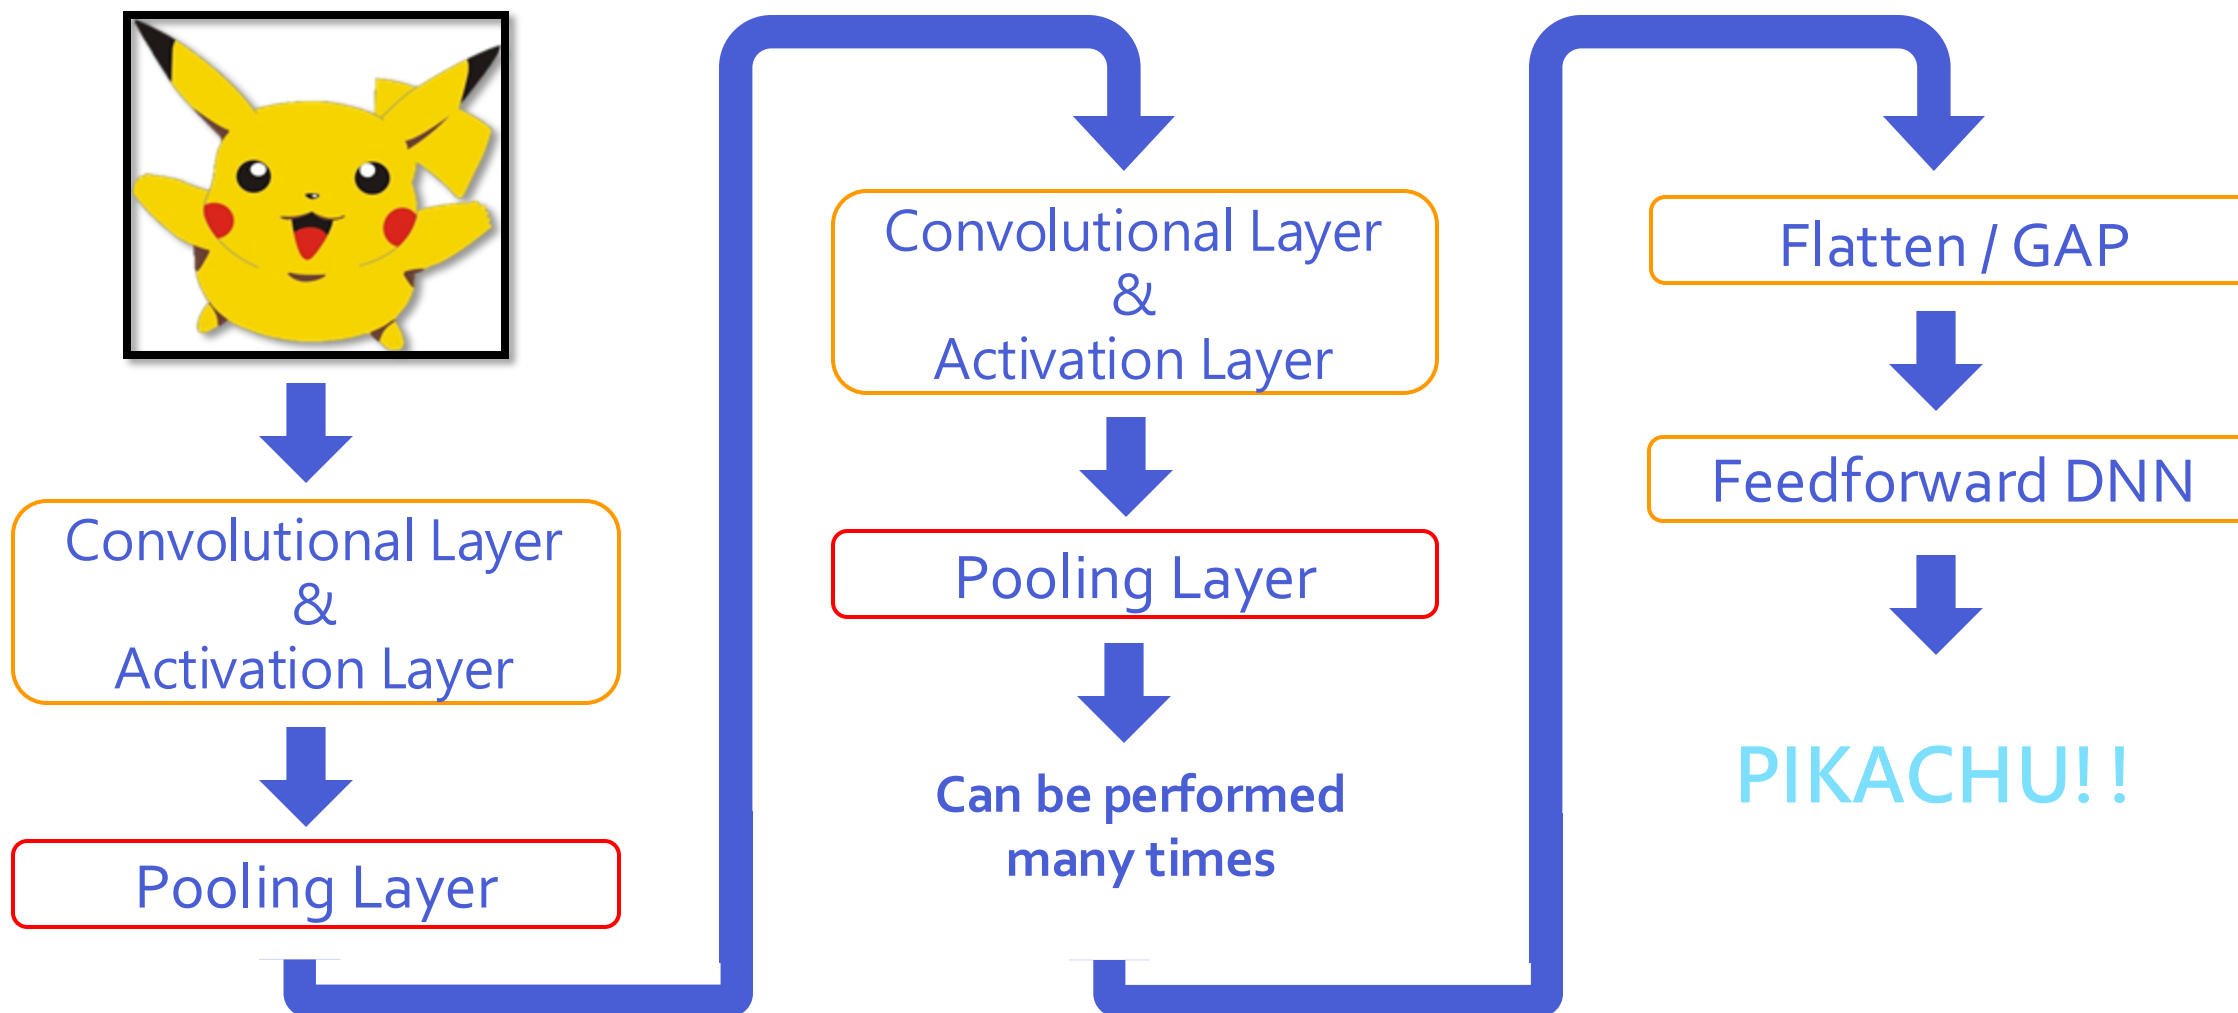 Convolutional Layer
&
Activation Layer
Pooling Layer
Convolutional Layer
&
Activation Layer
Pooling Layer
Can be performed
many times
Flatten / GAP
Feedforward DNN
PIKACHU!!